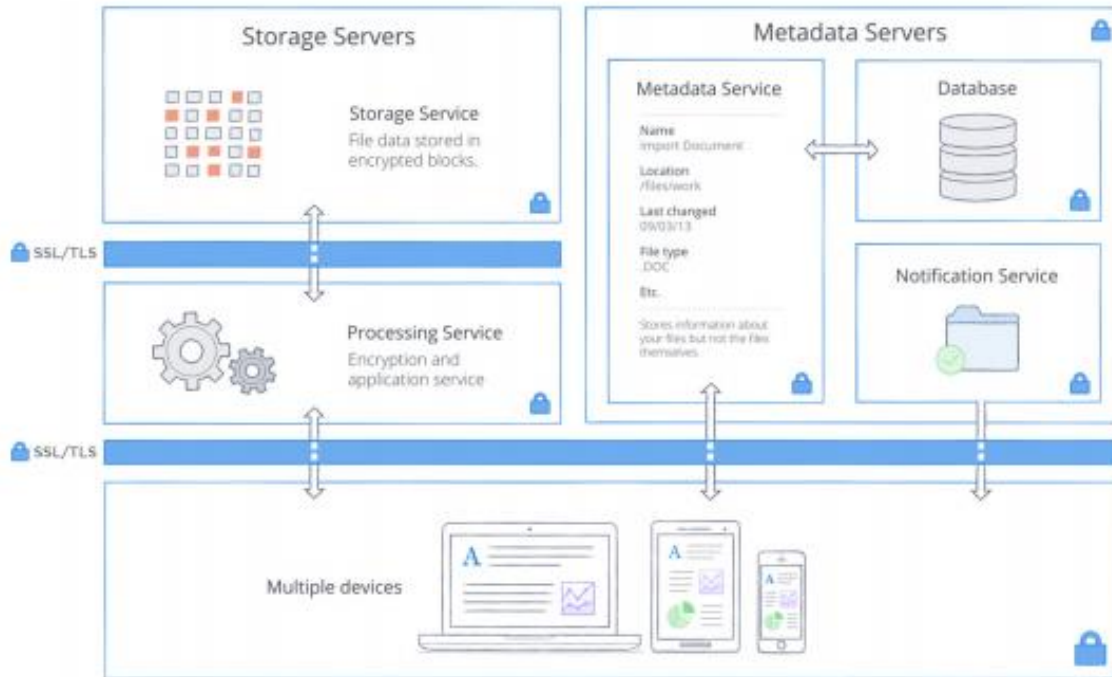 Storage Servers
Storage Service
File data stored in
encrypted blocks.
SSL/TLS
Processing Service
Encryption and
application service
Metadata Servers
Metadata Service
Name
Import Document
Location
/files/work
Last changed
09/03/13
File type
.DOC
Etc.
Stores information about
your files but not the files
themselves.
Database
Notification Service
SSL/TLS
Multiple devices
A
A
A